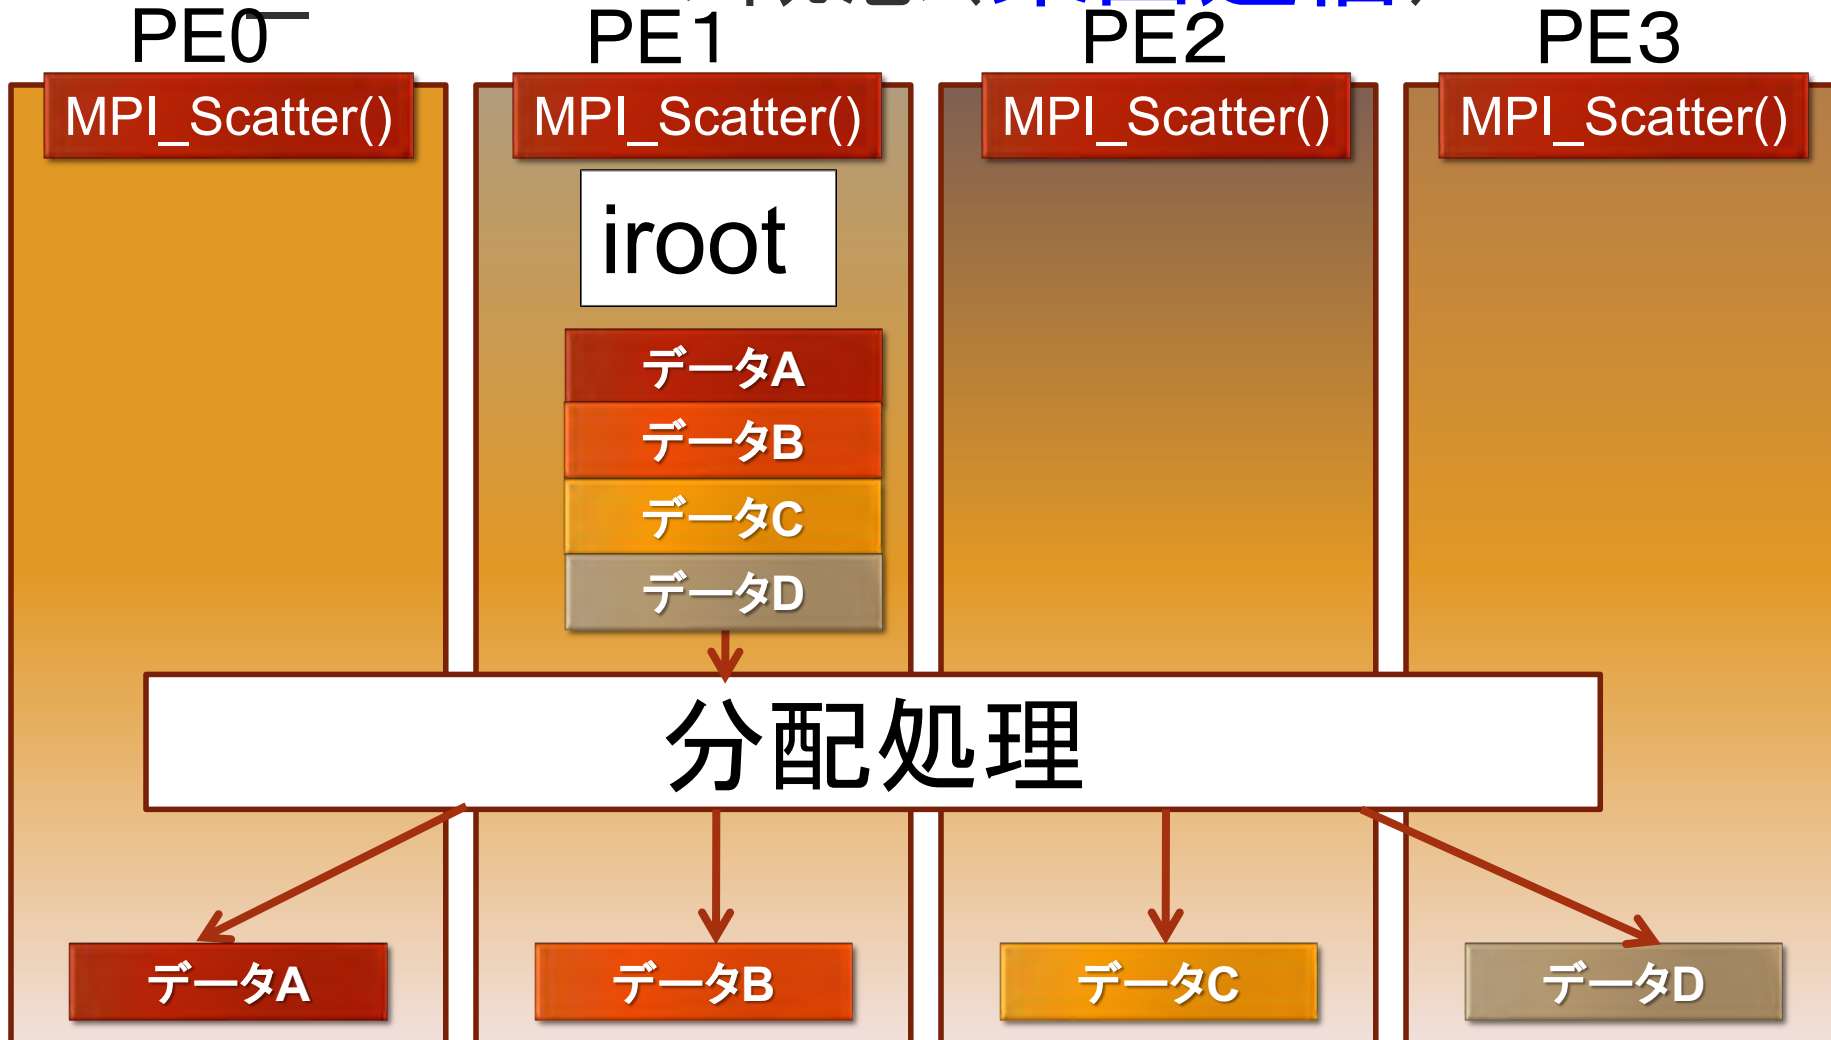 PE0 PE1 PE2 PE3
MPI_Scatter() MPI_Scatter() MPI_Scatter() MPI_Scatter()
iroot
データA
データB
データC
データD
分配処理
データA データB データC データD